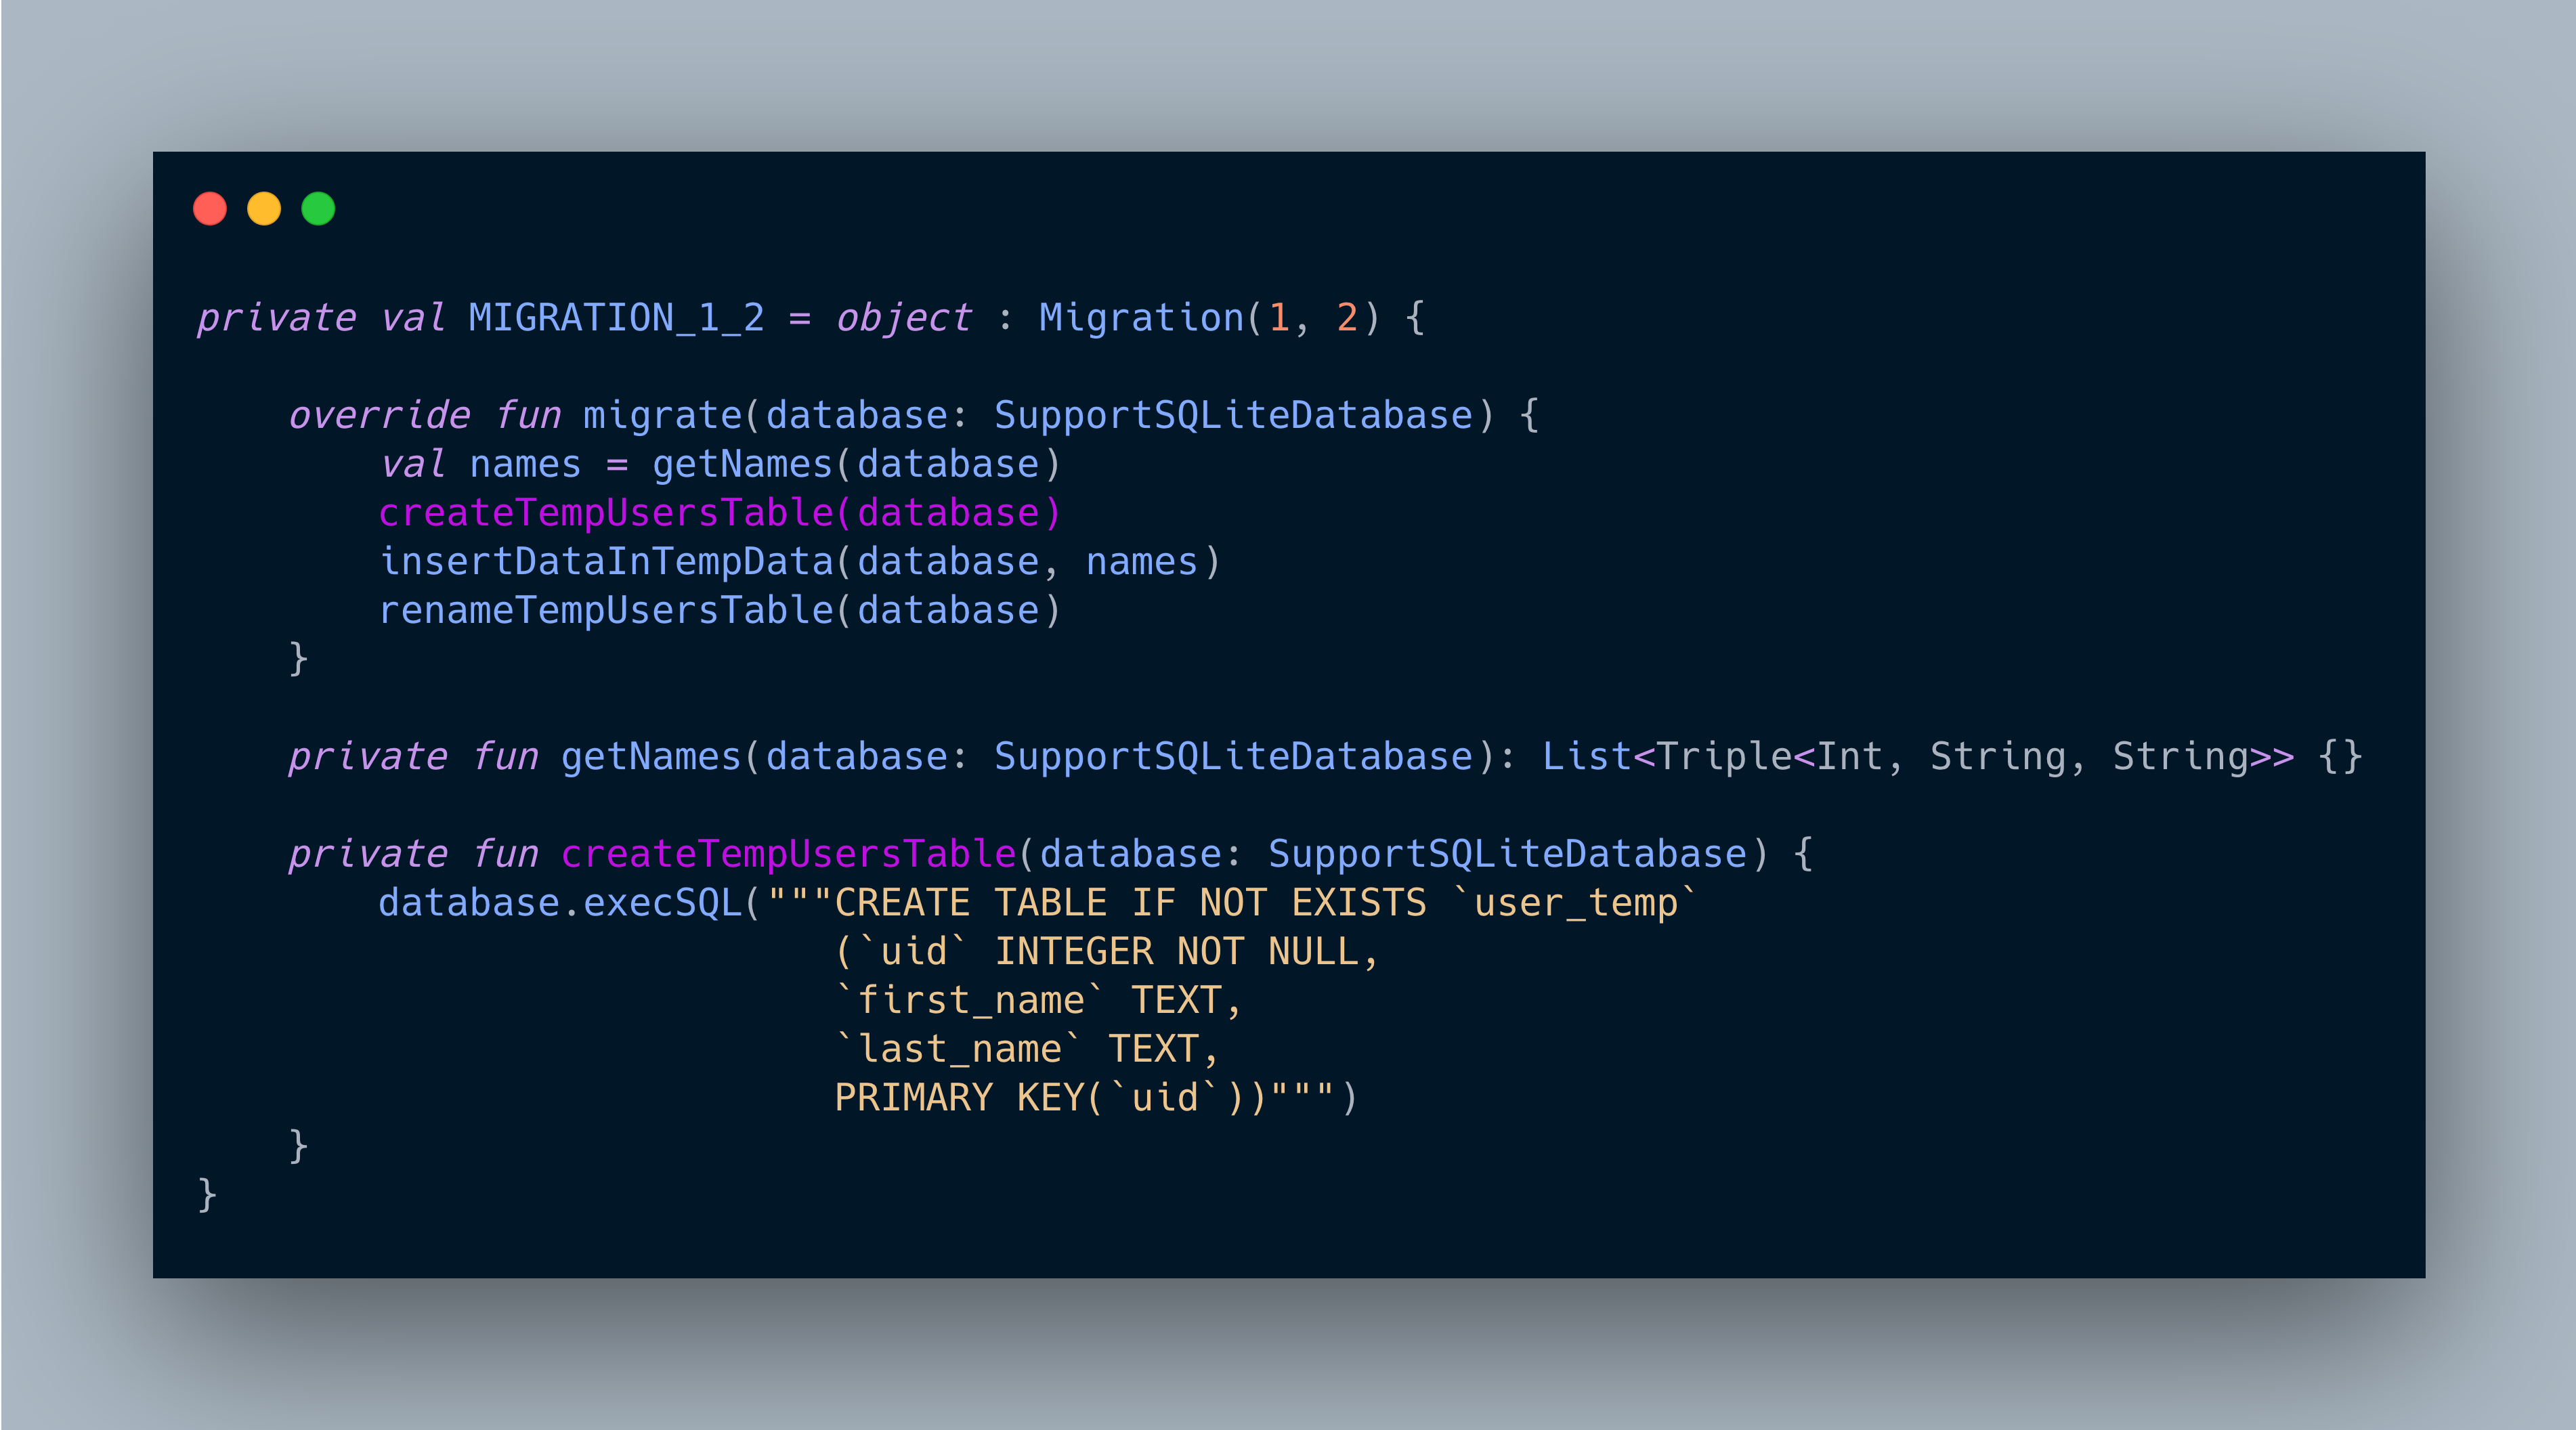 private val MIGRATION_1_2 = object : Migration(1, 2) {
override fun migrate(database: SupportSQLiteDatabase) {
val names = getNames(database)
createTempUsersTable(database)
insertDataInTempData(database, names)
renameTempUsersTable(database)
}
private fun getNames(database: SupportSQLiteDatabase): List<Triple<Int, String, String>> {}
private fun createTempUsersTable(database: SupportSQLiteDatabase) {
database.execSQL("""CREATE TABLE IF NOT EXISTS `user_temp`
(`uid` INTEGER NOT NULL,
`first_name` TEXT,
`last_name` TEXT,
PRIMARY KEY(`uid`))""")
}
}